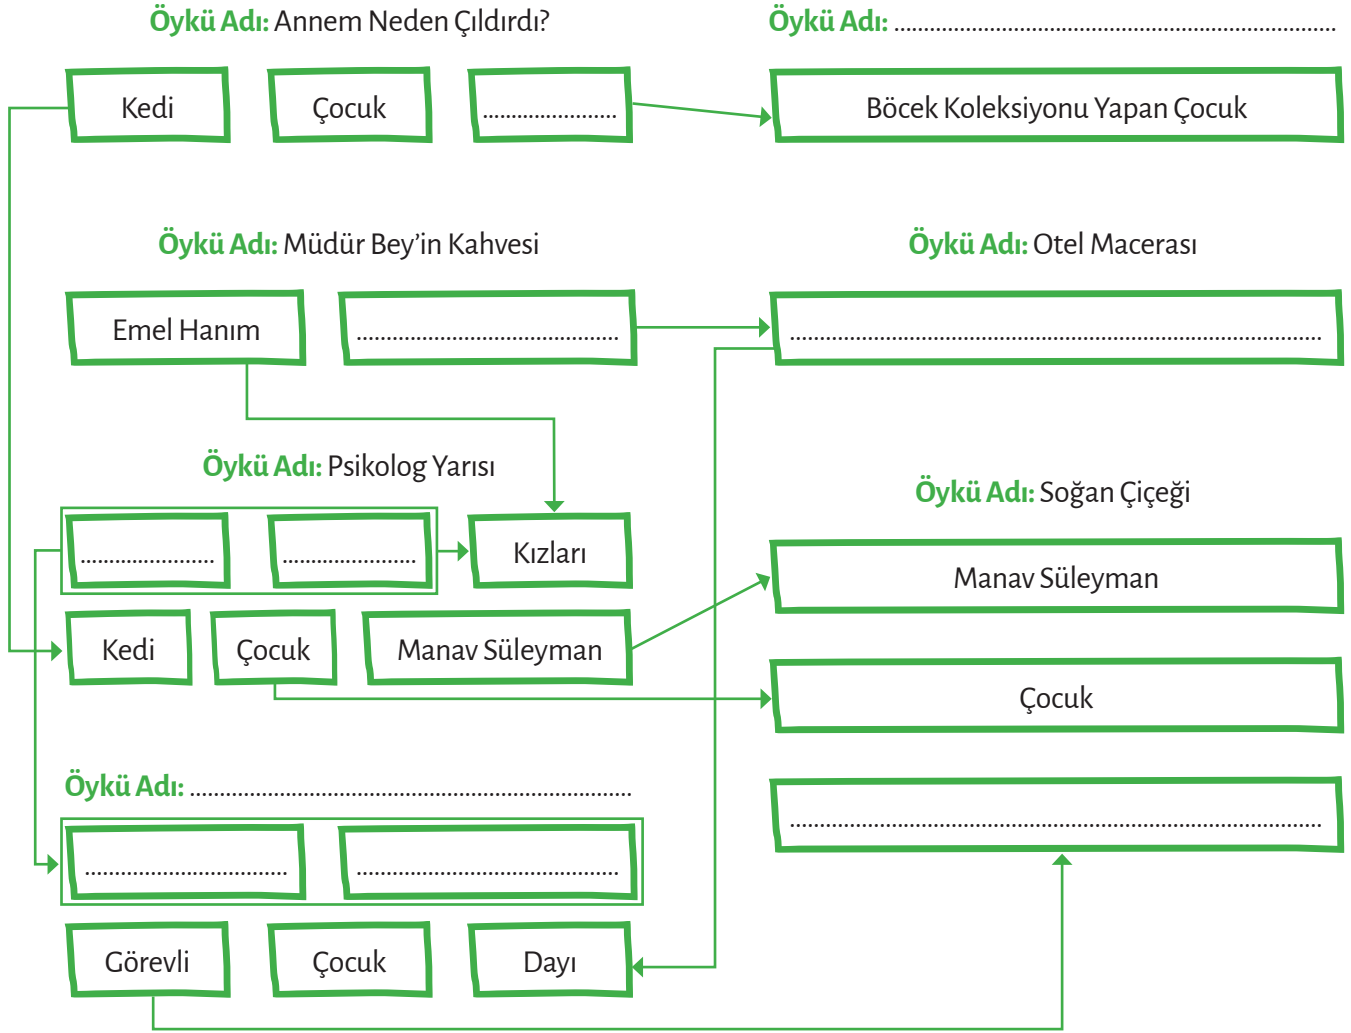 Öykü Adı: Annem Neden Çıldırdı?
Kedi
Çocuk
......................
Öykü Adı: ..........................................................................
Böcek Koleksiyonu Yapan Çocuk
Öykü Adı: Müdür Bey'in Kahvesi
Emel Hanım
............................................
Öykü Adı: Otel Macerası
.........................................................................................
Öykü Adı: Psikolog Yarısı
......................
......................
Kızları
Kedi
Çocuk
Manav Süleyman
Öykü Adı: Soğan Çiçeği
Manav Süleyman
Çocuk
.........................................................................................
Öykü Adı: ..........................................................................
..................................
............................................
Görevli
Çocuk
Dayı